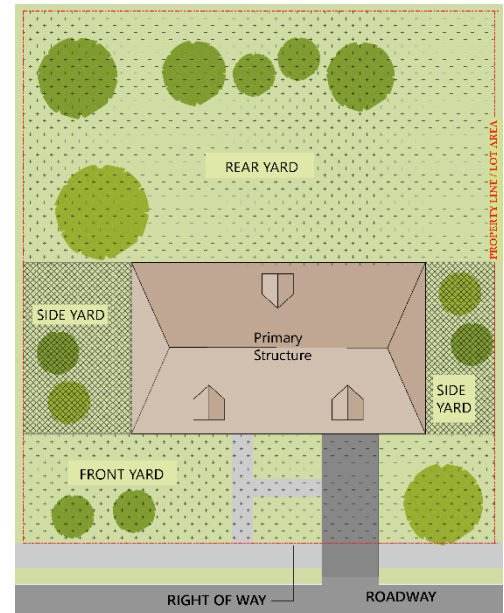 PROPERTY LINE / LOT AREA
REAR YARD
SIDE YARD
Primary
Structure
SIDE
YARD
FRONT YARD
RIGHT OF WAY
ROADWAY